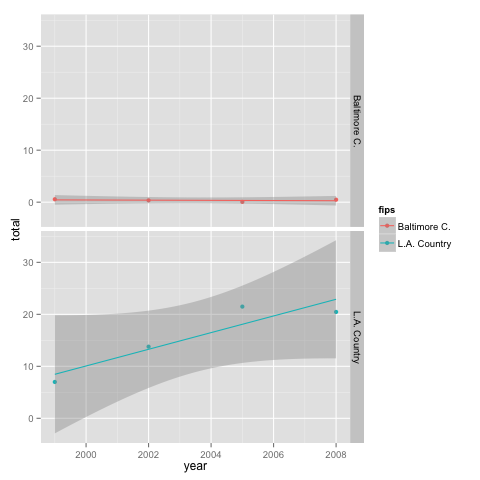 30
20
10
0
Baltimore C.
total
30
20
10
0
L.A. Country
2000 2002 2004 2006 2008
year
fips
Baltimore C.
L.A. Country